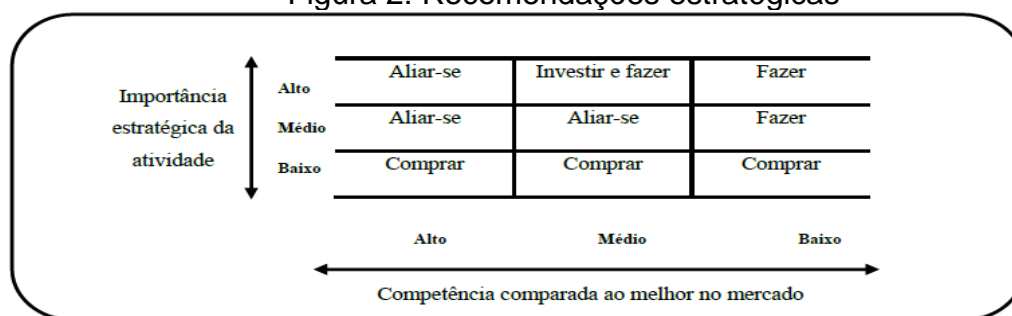 Figura 2. Recomendações estratégicas
Importância estratégica da atividade
Alto
Aliar-se
Investir e fazer
Fazer
Médio
Aliar-se
Aliar-se
Fazer
Baixo
Comprar
Comprar
Comprar
Alto
Médio
Baixo
Competência comparada ao melhor no mercado